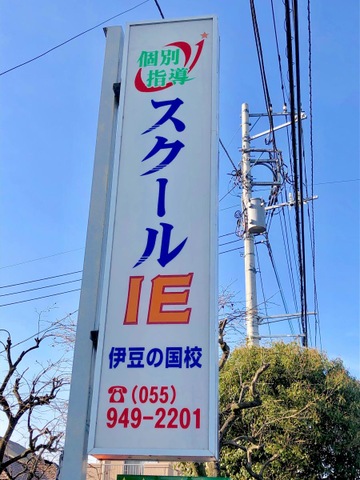 個別
指導
スクール
IE
伊豆の国校
☎(055)
949-2201